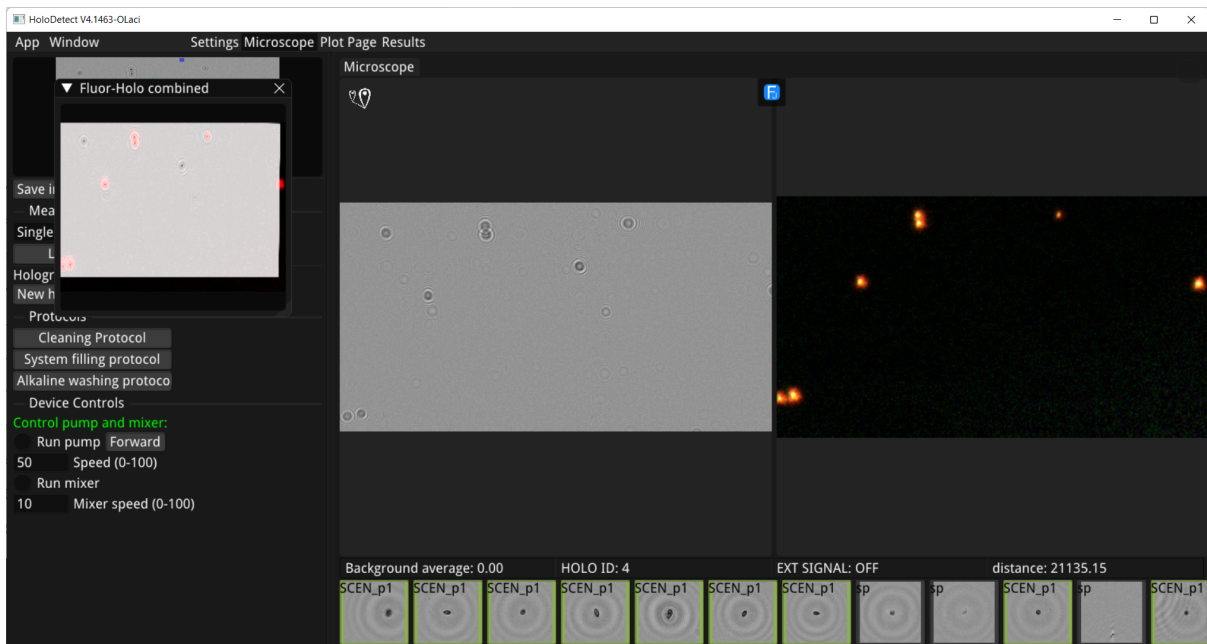 HoloDetect V4.1463-OLaci
App Window Settings Microscope Plot Page Results
Fluor-Holo combined
Microscope
F
Save i
Mea
Single
L
Hologr
New h
Protocols
Cleaning Protocol
System filling protocol
Alkaline washing protoco
Device Controls
Control pump and mixer:
Run pump Forward
50 Speed (0-100)
Run mixer
10 Mixer speed (0-100)
Background average: 0.00 HOLO ID: 4 EXT SIGNAL: OFF distance: 21135.15
SCEN_p1 SCEN_p1 SCEN_p1 SCEN_p1 SCEN_p1 SCEN_p1 SCEN_p1 sp sp SCEN_p1 sp SCEN_p1